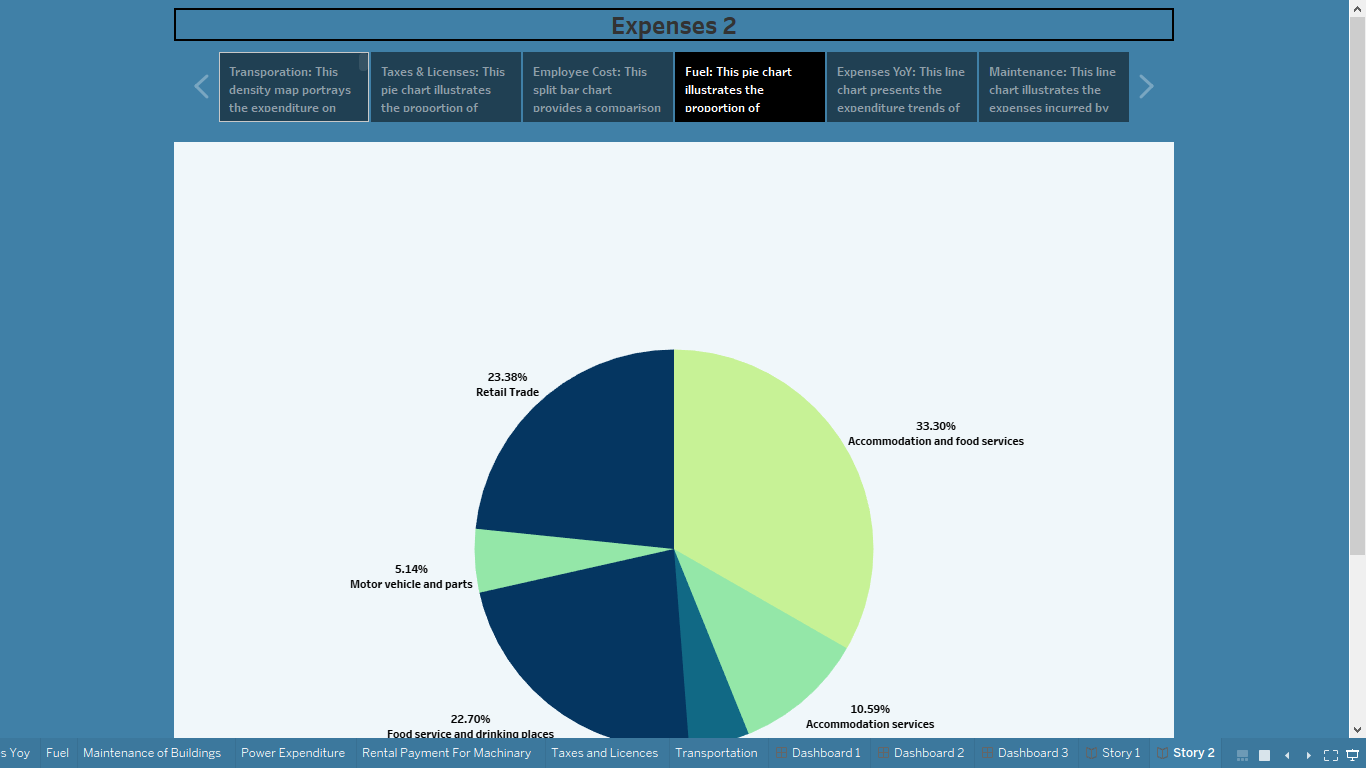 Expenses 2
Transporation: This
density map portrays
the expenditure on
Taxes & Licenses: This
pie chart illustrates
the proportion of
Employee Cost: This
split bar chart
provides a comparison
Fuel: This pie chart
illustrates the
proportion of
Expenses YoY: This line
chart presents the
expenditure trends of
Maintenance: This line
chart illustrates the
expenses incurred by
23.38%
Retail Trade
33.30%
Accommodation and food services
5.14%
Motor vehicle and parts
10.59%
Accommodation services
22.70%
Food service and drinking places
s Yoy
Fuel
Maintenance of Buildings
Power Expenditure
Rental Payment For Machinery
Taxes and Licences
Transportation
Dashboard 1
Dashboard 2
Dashboard 3
Story 1
Story 2